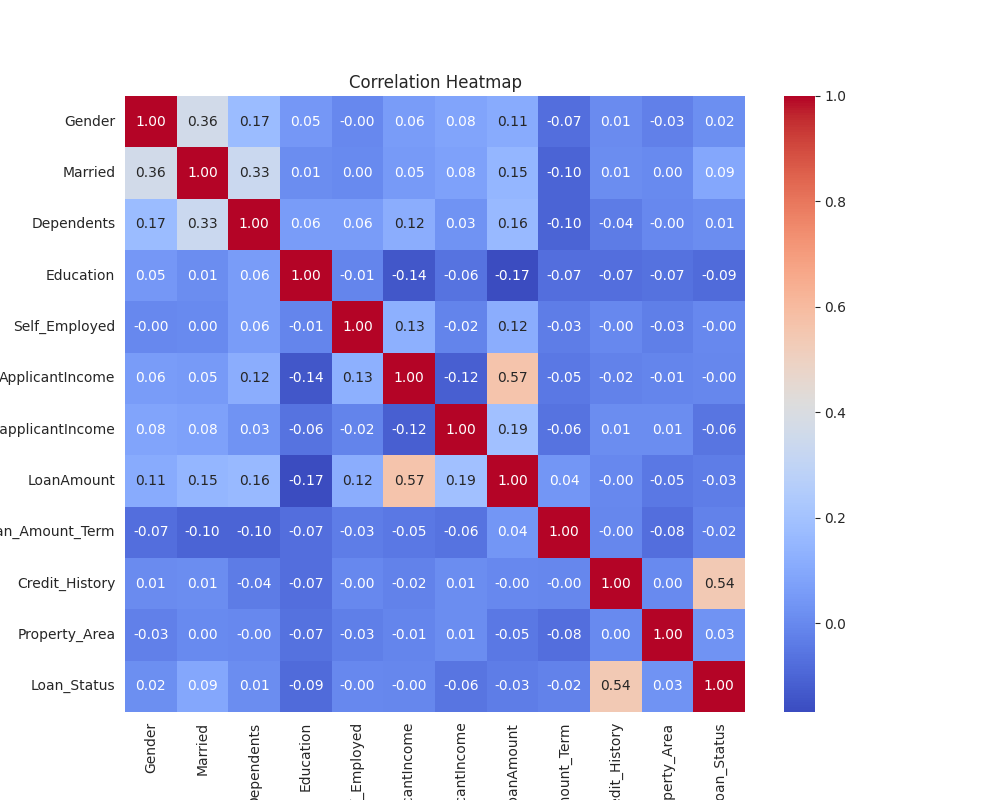 Correlation Heatmap
Gender 1.00 0.36 0.17 0.05 -0.00 0.06 0.08 0.11 -0.07 0.01 -0.03 0.02
Married 0.36 1.00 0.33 0.01 0.00 0.05 0.08 0.15 -0.10 0.01 0.00 0.09
Dependents 0.17 0.33 1.00 0.06 0.06 0.12 0.03 0.16 -0.10 -0.04 -0.00 0.01
Education 0.05 0.01 0.06 1.00 -0.01 -0.14 -0.06 -0.17 -0.07 -0.07 -0.07 -0.09
Self_Employed -0.00 0.00 0.06 -0.01 1.00 0.13 -0.02 0.12 -0.03 -0.00 -0.03 -0.00
ApplicantIncome 0.06 0.05 0.12 -0.14 0.13 1.00 -0.12 0.57 -0.05 -0.02 -0.01 -0.00
applicantIncome 0.08 0.08 0.03 -0.06 -0.02 -0.12 1.00 0.19 -0.06 0.01 0.01 -0.06
LoanAmount 0.11 0.15 0.16 -0.17 0.12 0.57 0.19 1.00 0.04 -0.00 -0.05 -0.03
an_Amount_Term -0.07 -0.10 -0.10 -0.07 -0.03 -0.05 -0.06 0.04 1.00 -0.00 -0.08 -0.02
Credit_History 0.01 0.01 -0.04 -0.07 -0.00 -0.02 0.01 -0.00 -0.00 1.00 0.00 0.54
Property_Area -0.03 0.00 -0.00 -0.07 -0.03 -0.01 0.01 -0.05 -0.08 0.00 1.00 0.03
Loan_Status 0.02 0.09 0.01 -0.09 -0.00 -0.00 -0.06 -0.03 -0.02 0.54 0.03 1.00
Gender
Married
Dependents
Education
_Employed
cantIncome
cantIncome
oanAmount
mount_Term
edit_History
perty_Area
oan_Status
1.0
0.8
0.6
0.4
0.2
0.0